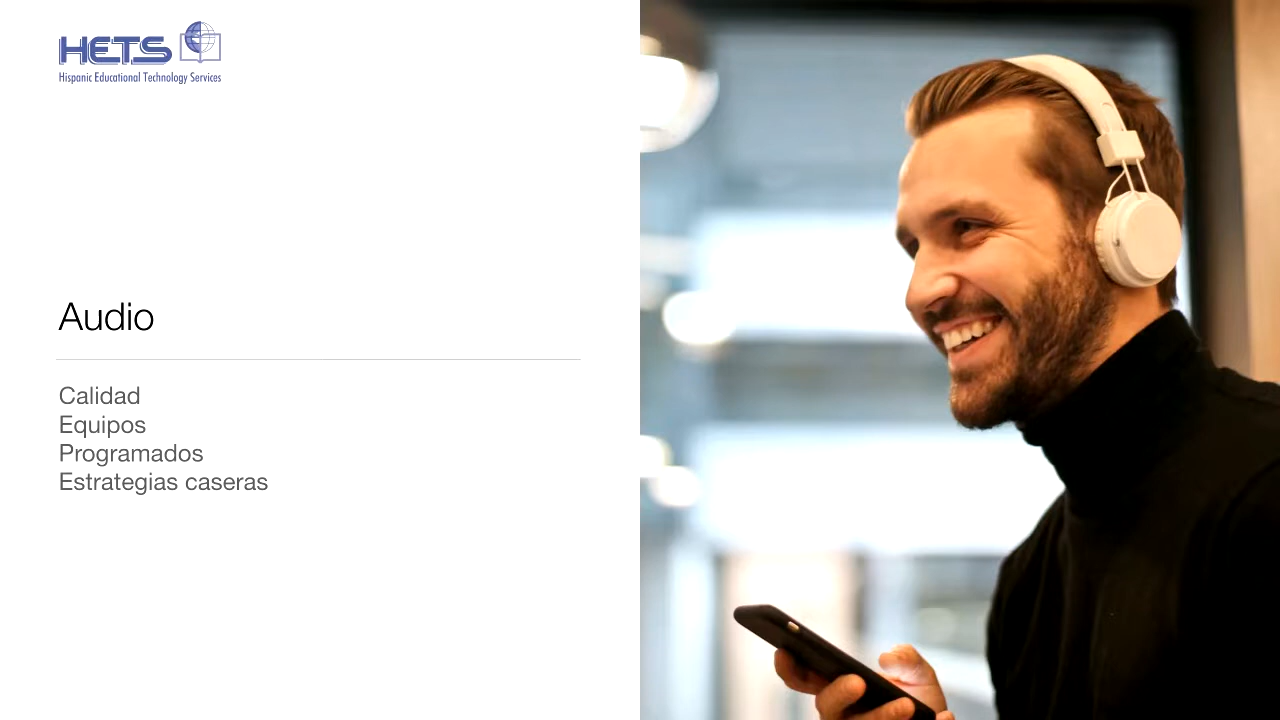 HETS
Hispanic Educational Technology Services
Audio
Calidad
Equipos
Programados
Estrategias caseras